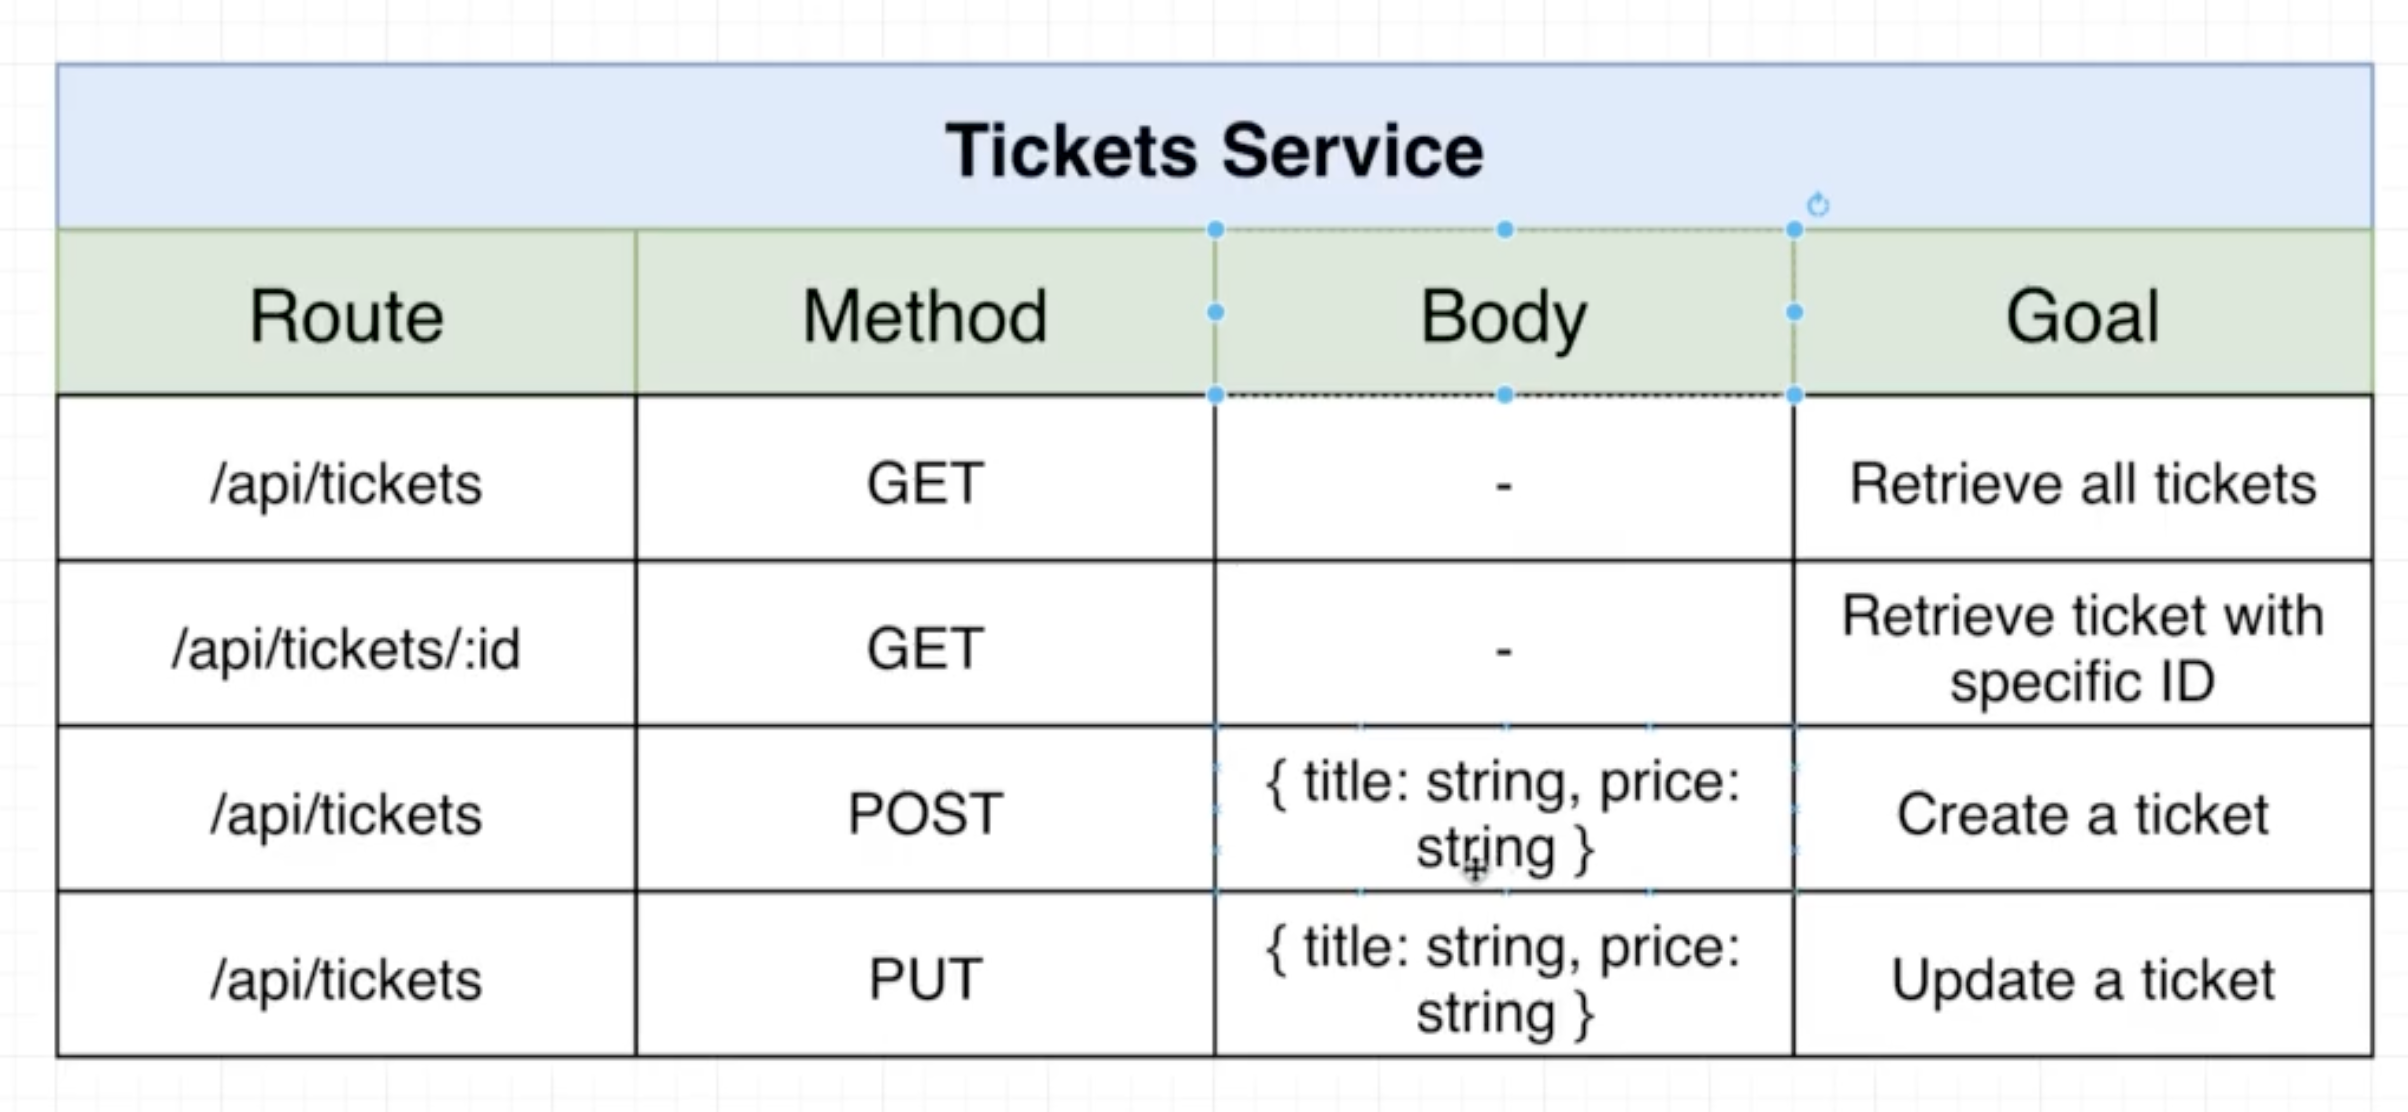 Tickets Service
Route Method Body Goal
/api/tickets GET - Retrieve all tickets
/api/tickets/:id GET - Retrieve ticket with
specific ID
/api/tickets POST { title: string, price:
string } Create a ticket
/api/tickets PUT { title: string, price:
string } Update a ticket